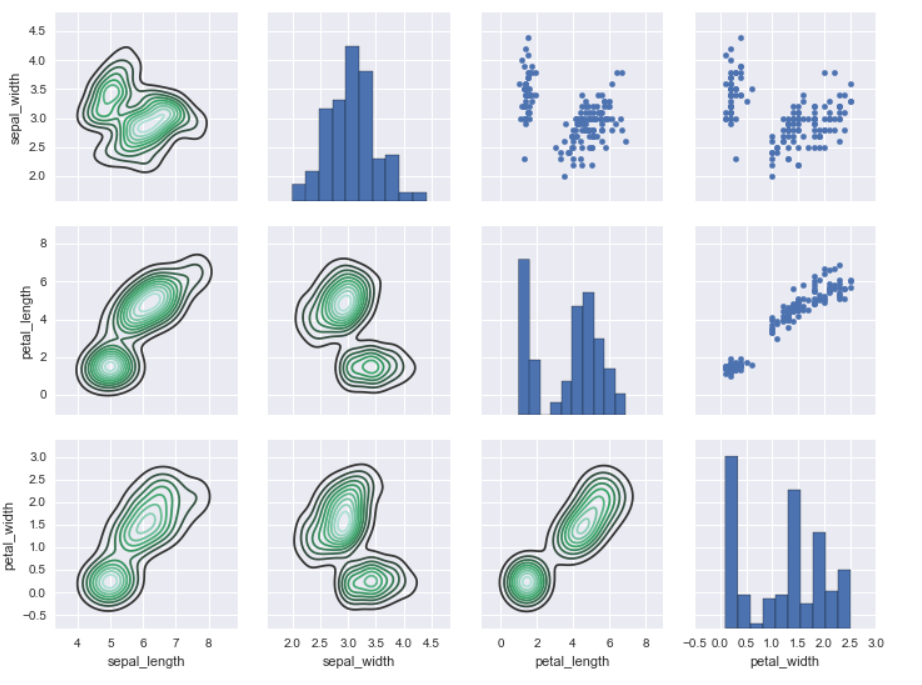 sepal_width
4.5
4.0
3.5
3.0
2.5
2.0
petal_length
8
6
4
2
0
petal_width
3.0
2.5
2.0
1.5
1.0
0.5
0.0
−0.5
4 5 6 7 8
sepal_length
2.0 2.5 3.0 3.5 4.0 4.5
sepal_width
0 2 4 6 8
petal_length
−0.5 0.0 0.5 1.0 1.5 2.0 2.5 3.0
petal_width